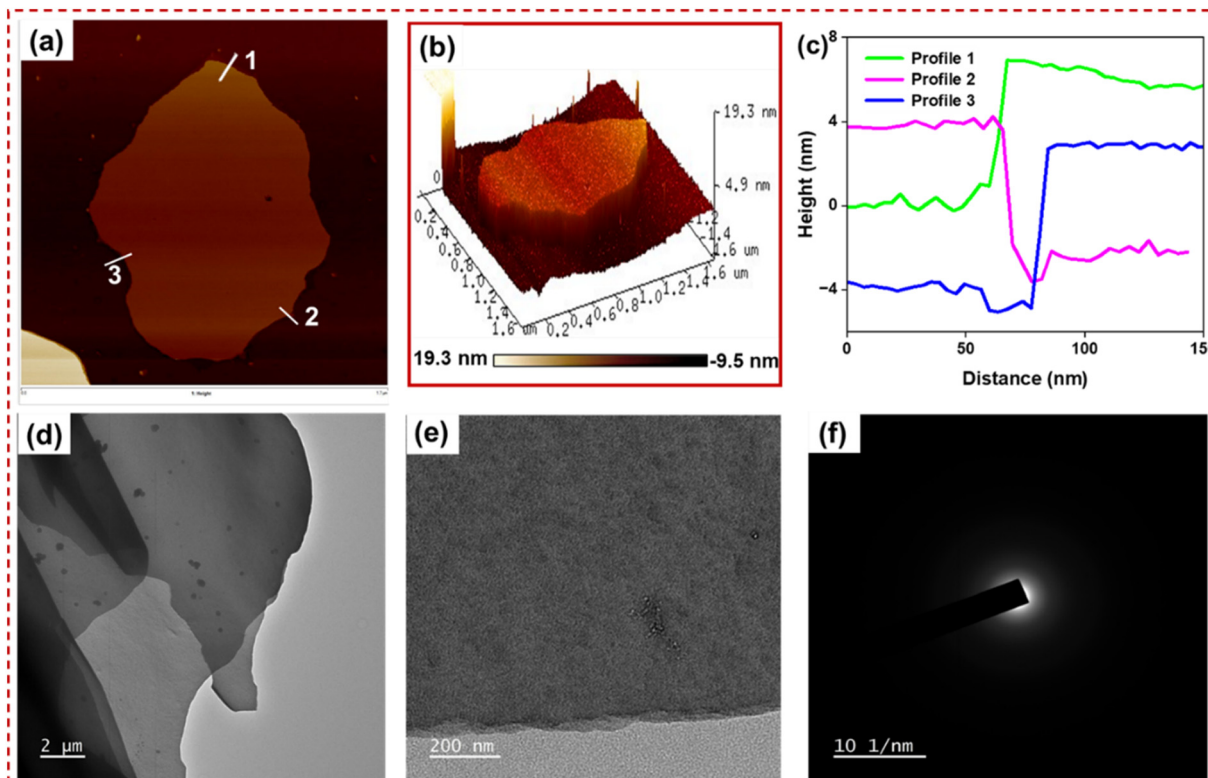 (a)
1
3
2
1: Height
(b)
19.3 nm
4.9 nm
0
0.2
0.4
0.6
0.8
1.0
1.2
1.4
1.6 um
0.2
0.4
0.6
0.8
1.0
1.2
1.4
1.6 um
-1.2
-1.4
1.6 um
19.3 nm
-9.5 nm
(c)
Profile 1
Profile 2
Profile 3
Height (nm)
8
4
0
−4
0
50
100
15
Distance (nm)
(d)
2 μm
(e)
200 nm
(f)
10 1/nm